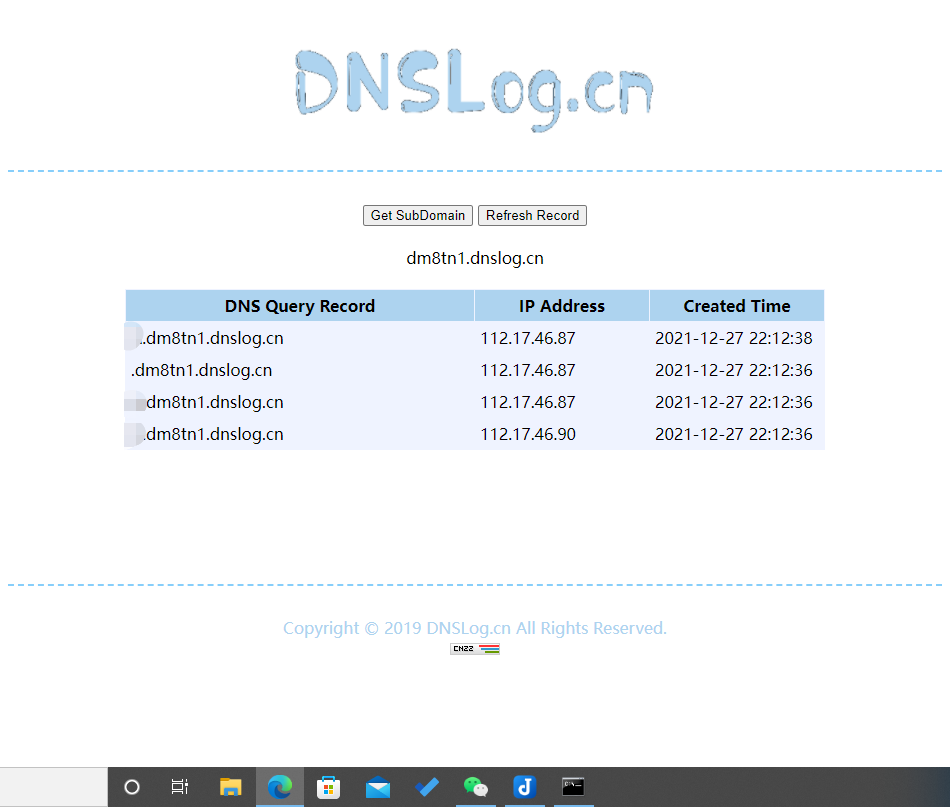 DNSLog.cn
Get SubDomain Refresh Record
dm8tn1.dnslog.cn
DNS Query Record IP Address Created Time
.dm8tn1.dnslog.cn 112.17.46.87 2021-12-27 22:12:38
.dm8tn1.dnslog.cn 112.17.46.87 2021-12-27 22:12:36
dm8tn1.dnslog.cn 112.17.46.87 2021-12-27 22:12:36
.dm8tn1.dnslog.cn 112.17.46.90 2021-12-27 22:12:36
Copyright © 2019 DNSLog.cn All Rights Reserved.
CNZZ